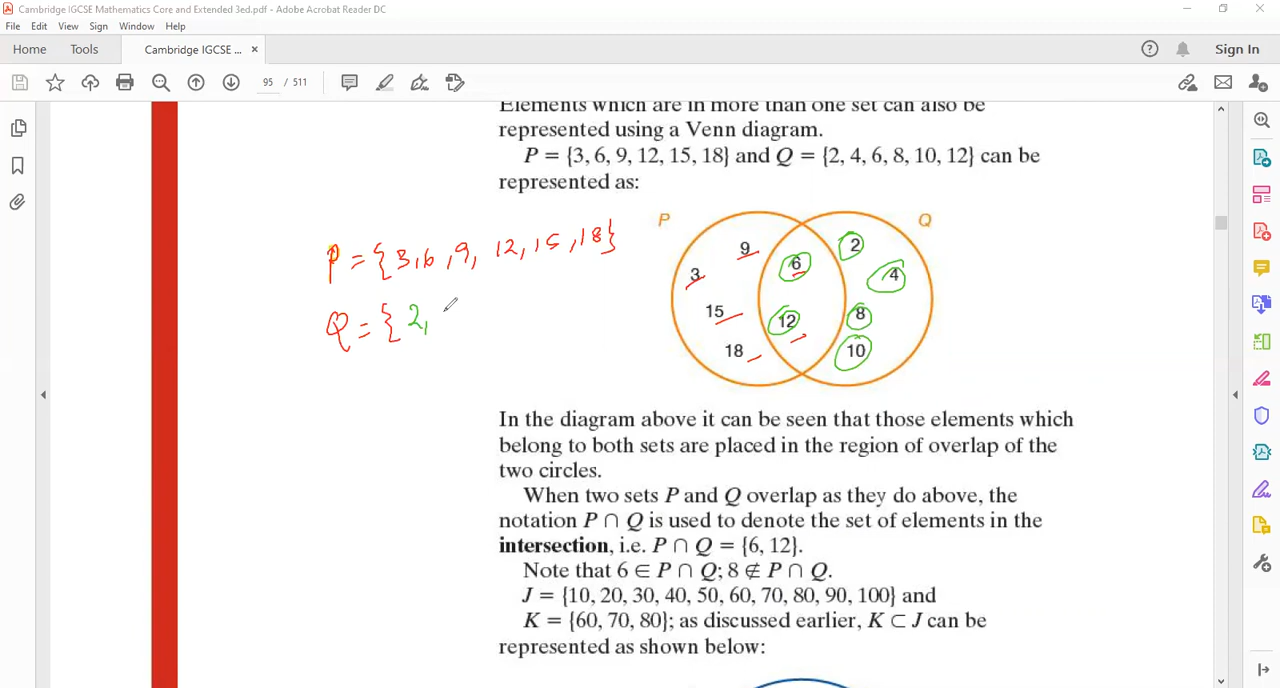 Cambridge IGCSE Mathematics Core and Extended 3ed.pdf - Adobe Acrobat Reader DC
File Edit View Sign Window Help
Home Tools Cambridge IGCSE ... × Sign In
95 / 511
Elements which are in more than one set can also be
represented using a Venn diagram.
P = {3, 6, 9, 12, 15, 18} and Q = {2, 4, 6, 8, 10, 12} can be
represented as:
P Q
P = {3, 6, 9, 12, 15, 18}
9 6 2
3 4
Q = { 2,
15 12 8
18 10
In the diagram above it can be seen that those elements which
belong to both sets are placed in the region of overlap of the
two circles.
When two sets P and Q overlap as they do above, the
notation P ∩ Q is used to denote the set of elements in the
intersection, i.e. P ∩ Q = {6, 12}.
Note that 6 ∈ P ∩ Q; 8 ∉ P ∩ Q.
J = {10, 20, 30, 40, 50, 60, 70, 80, 90, 100} and
K = {60, 70, 80}; as discussed earlier, K ⊂ J can be
represented as shown below: